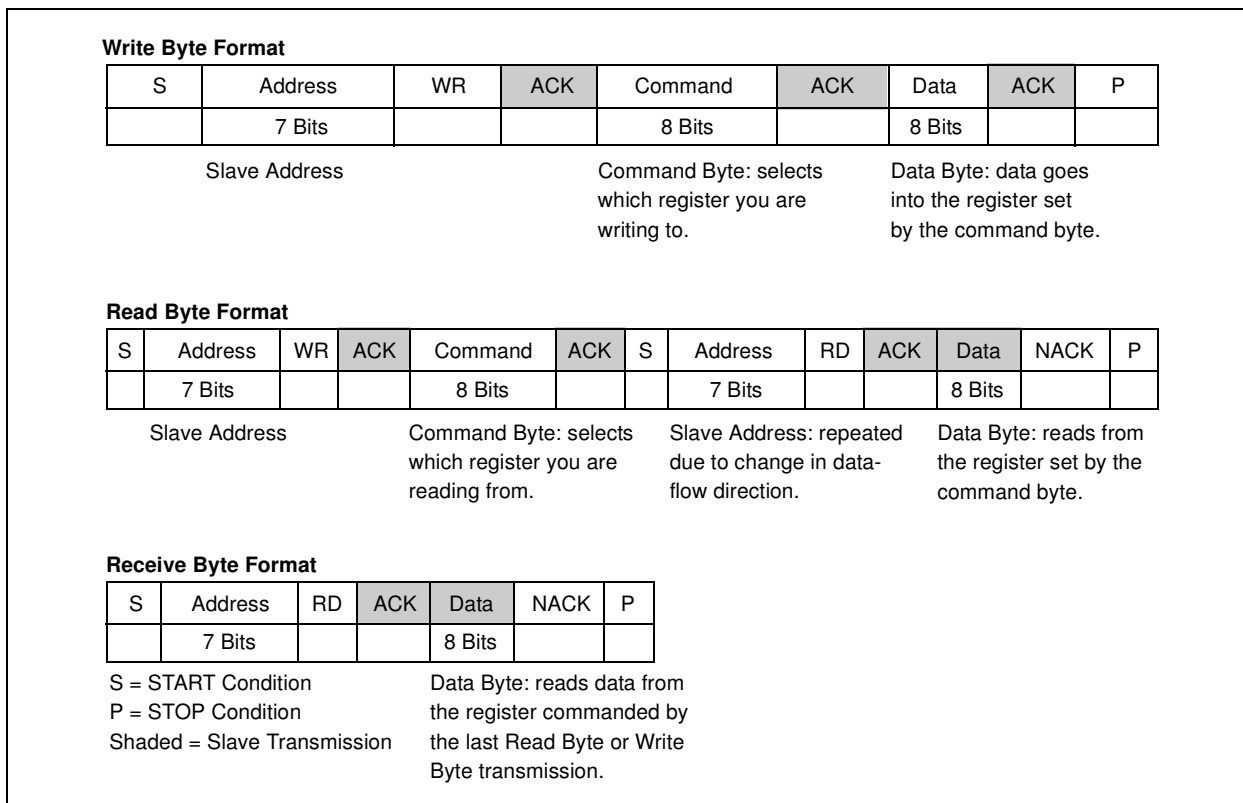 Write Byte Format
S Address WR ACK Command ACK Data ACK P
7 Bits 8 Bits 8 Bits
Slave Address
Command Byte: selects
which register you are
writing to.
Data Byte: data goes
into the register set
by the command byte.
Read Byte Format
S Address WR ACK Command ACK S Address RD ACK Data NACK P
7 Bits 8 Bits 7 Bits 8 Bits
Slave Address
Command Byte: selects
which register you are
reading from.
Slave Address: repeated
due to change in data-
flow direction.
Data Byte: reads from
the register set by the
command byte.
Receive Byte Format
S Address RD ACK Data NACK P
7 Bits 8 Bits
S = START Condition
P = STOP Condition
Shaded = Slave Transmission
Data Byte: reads data from
the register commanded by
the last Read Byte or Write
Byte transmission.